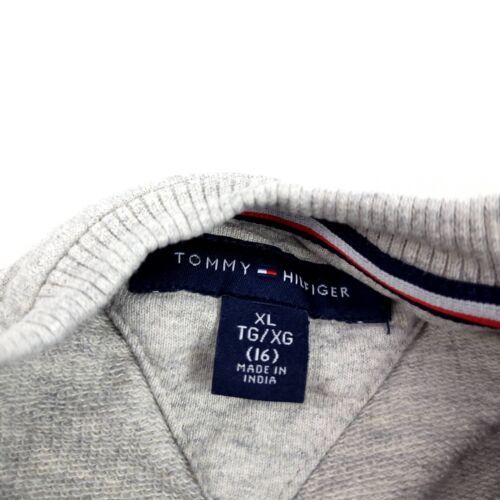 TOMMY HILFIGER
XL
TG/XG
(16)
MADE IN
INDIA